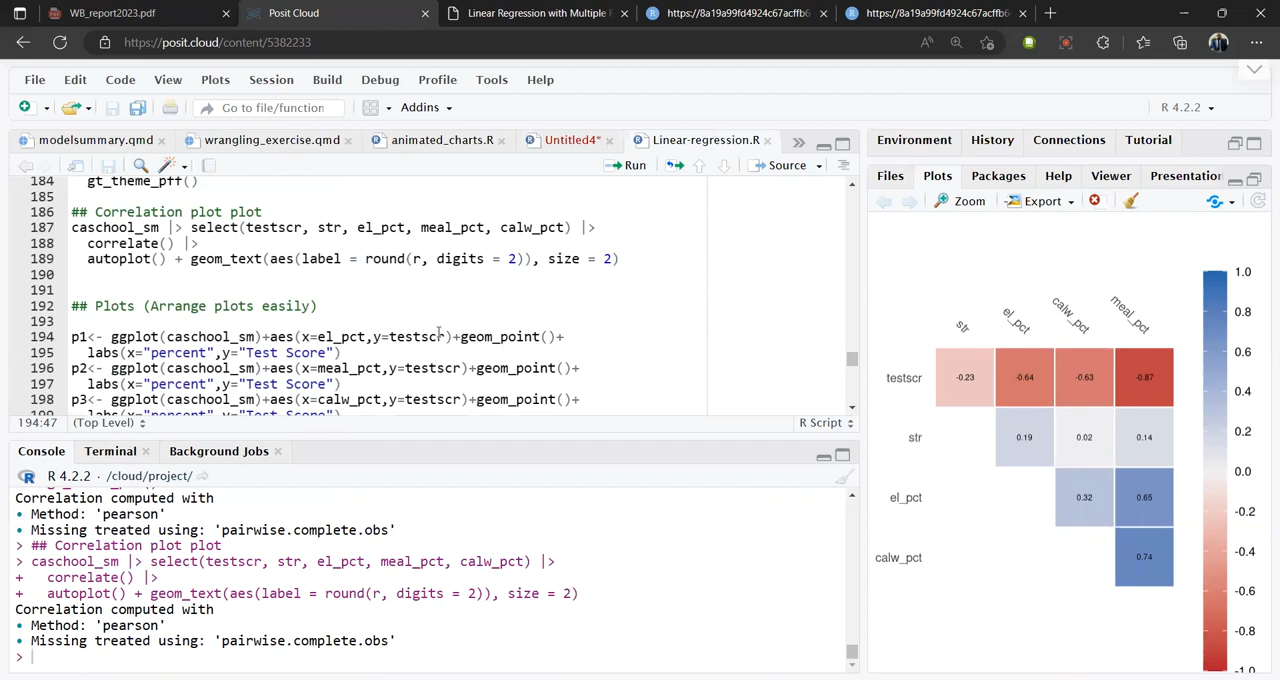 WB_report2023.pdf
Posit Cloud
Linear Regression with Multiple R
https://8a19a99fd4924c67acffb6
https://8a19a99fd4924c67acffb6
https://posit.cloud/content/5382233
File Edit Code View Plots Session Build Debug Profile Tools Help
Go to file/function
Addins
R 4.2.2
modelsummary.qmd
wrangling_exercise.qmd
animated_charts.R
Untitled4*
Linear-regression.R
Run
Source
184 gt_theme_pff()
185
186 ## Correlation plot plot
187 caschool_sm |> select(testscr, str, el_pct, meal_pct, calw_pct) |>
188 correlate() |>
189 autoplot() + geom_text(aes(label = round(r, digits = 2)), size = 2)
190
191
192 ## Plots (Arrange plots easily)
193
194 p1<- ggplot(caschool_sm)+aes(x=el_pct,y=testscr)+geom_point()+
195 labs(x="percent",y="Test Score")
196 p2<- ggplot(caschool_sm)+aes(x=meal_pct,y=testscr)+geom_point()+
197 labs(x="percent",y="Test Score")
198 p3<- ggplot(caschool_sm)+aes(x=calw_pct,y=testscr)+geom_point()+
199 labs(x="percent",y="Test Score")
194:47 (Top Level)
R Script
Console Terminal Background Jobs
R 4.2.2 · /cloud/project/
Correlation computed with
• Method: 'pearson'
• Missing treated using: 'pairwise.complete.obs'
> ## Correlation plot plot
> caschool_sm |> select(testscr, str, el_pct, meal_pct, calw_pct) |>
+ correlate() |>
+ autoplot() + geom_text(aes(label = round(r, digits = 2)), size = 2)
Correlation computed with
• Method: 'pearson'
• Missing treated using: 'pairwise.complete.obs'
>
Environment History Connections Tutorial
Files Plots Packages Help Viewer Presentation
Zoom Export
str el_pct calw_pct meal_pct
testscr -0.23 -0.64 -0.63 -0.87
str 0.19 0.02 0.14
el_pct 0.32 0.65
calw_pct 0.74
1.0
0.8
0.6
0.4
0.2
0.0
-0.2
-0.4
-0.6
-0.8
-1.0